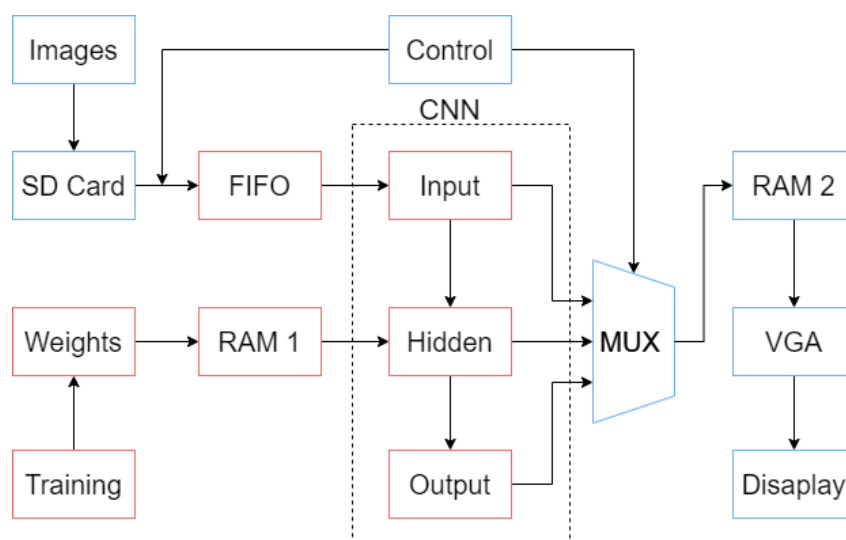 Images
Control
CNN
SD Card
FIFO
Input
RAM 2
Weights
RAM 1
Hidden
MUX
VGA
Training
Output
Disaplay